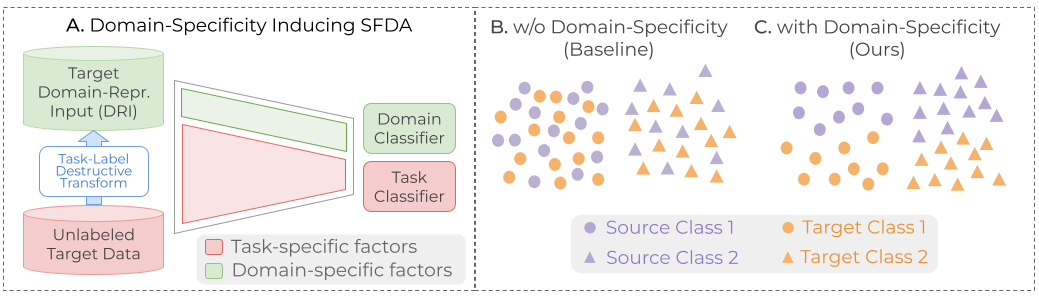 A. Domain-Specificity Inducing SFDA
Target
Domain-Repr.
Input (DRI)
Task-Label
Destructive
Transform
Unlabeled
Target Data
Domain
Classifier
Task
Classifier
Task-specific factors
Domain-specific factors
B. w/o Domain-Specificity
(Baseline)
C. with Domain-Specificity
(Ours)
Source Class 1
Target Class 1
Source Class 2
Target Class 2